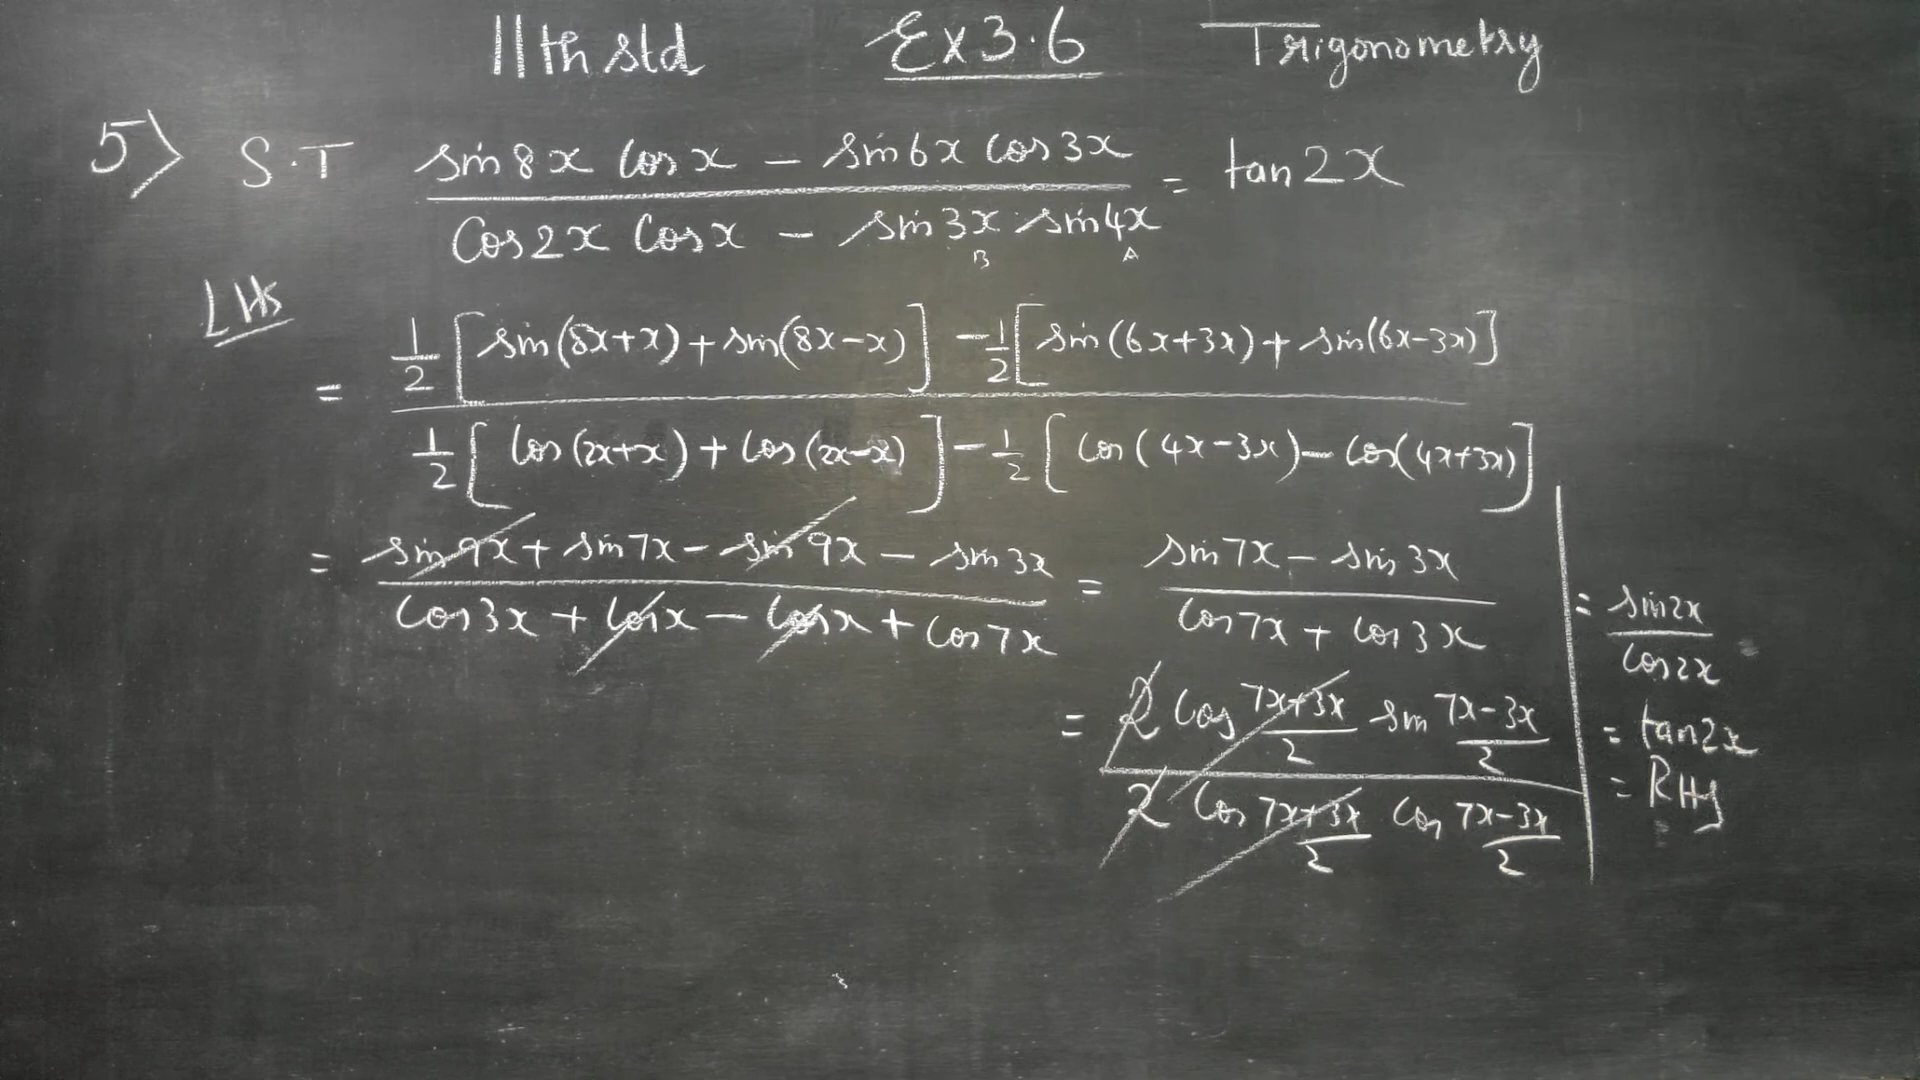 11th std Ex 3.6 Trigonometry
5) S.T (sin 8x cos x - sin 6x cos 3x) / (cos 2x cos x - sin 3x sin 4x) = tan 2x
B A
LHS
= (1/2 [sin(8x+x) + sin(8x-x)] - 1/2 [sin(6x+3x) + sin(6x-3x)]) / (1/2 [cos(2x+x) + cos(2x-x)] - 1/2 [cos(4x-3x) - cos(4x+3x)])
= (sin 9x + sin 7x - sin 9x - sin 3x) / (cos 3x + cos x - cos x + cos 7x) = (sin 7x - sin 3x) / (cos 7x + cos 3x)
= (2 cos (7x+3x)/2 sin (7x-3x)/2) / (2 cos (7x+3x)/2 cos (7x-3x)/2)
= sin 2x / cos 2x
= tan 2x
= RHS